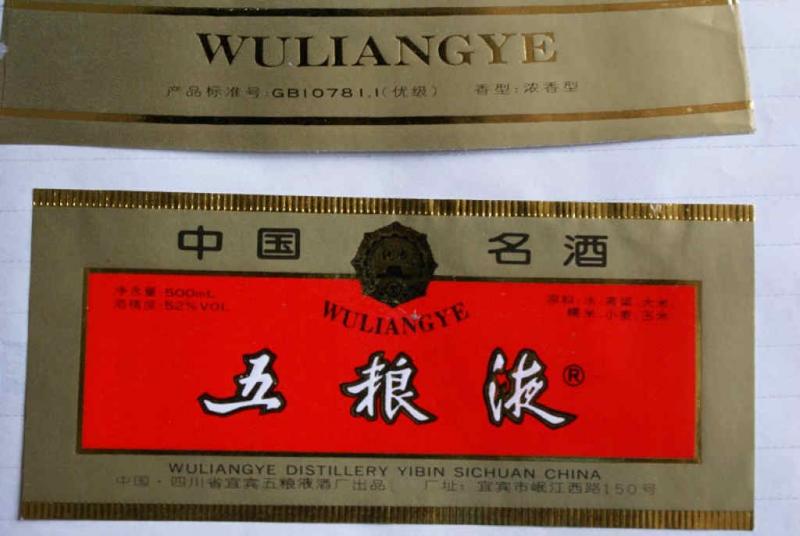 WULIANGYE
产品标准号:GB10781.1(优级) 香型:浓香型
中国 名酒
净含量:500mL
酒精度:52%VOL
原料:水、高粱、大米、
糯米、小麦、玉米
WULIANGYE
五粮液®
WULIANGYE DISTILLERY YIBIN SICHUAN CHINA
中国·四川省宜宾五粮液酒厂出品 厂址:宜宾市岷江西路150号